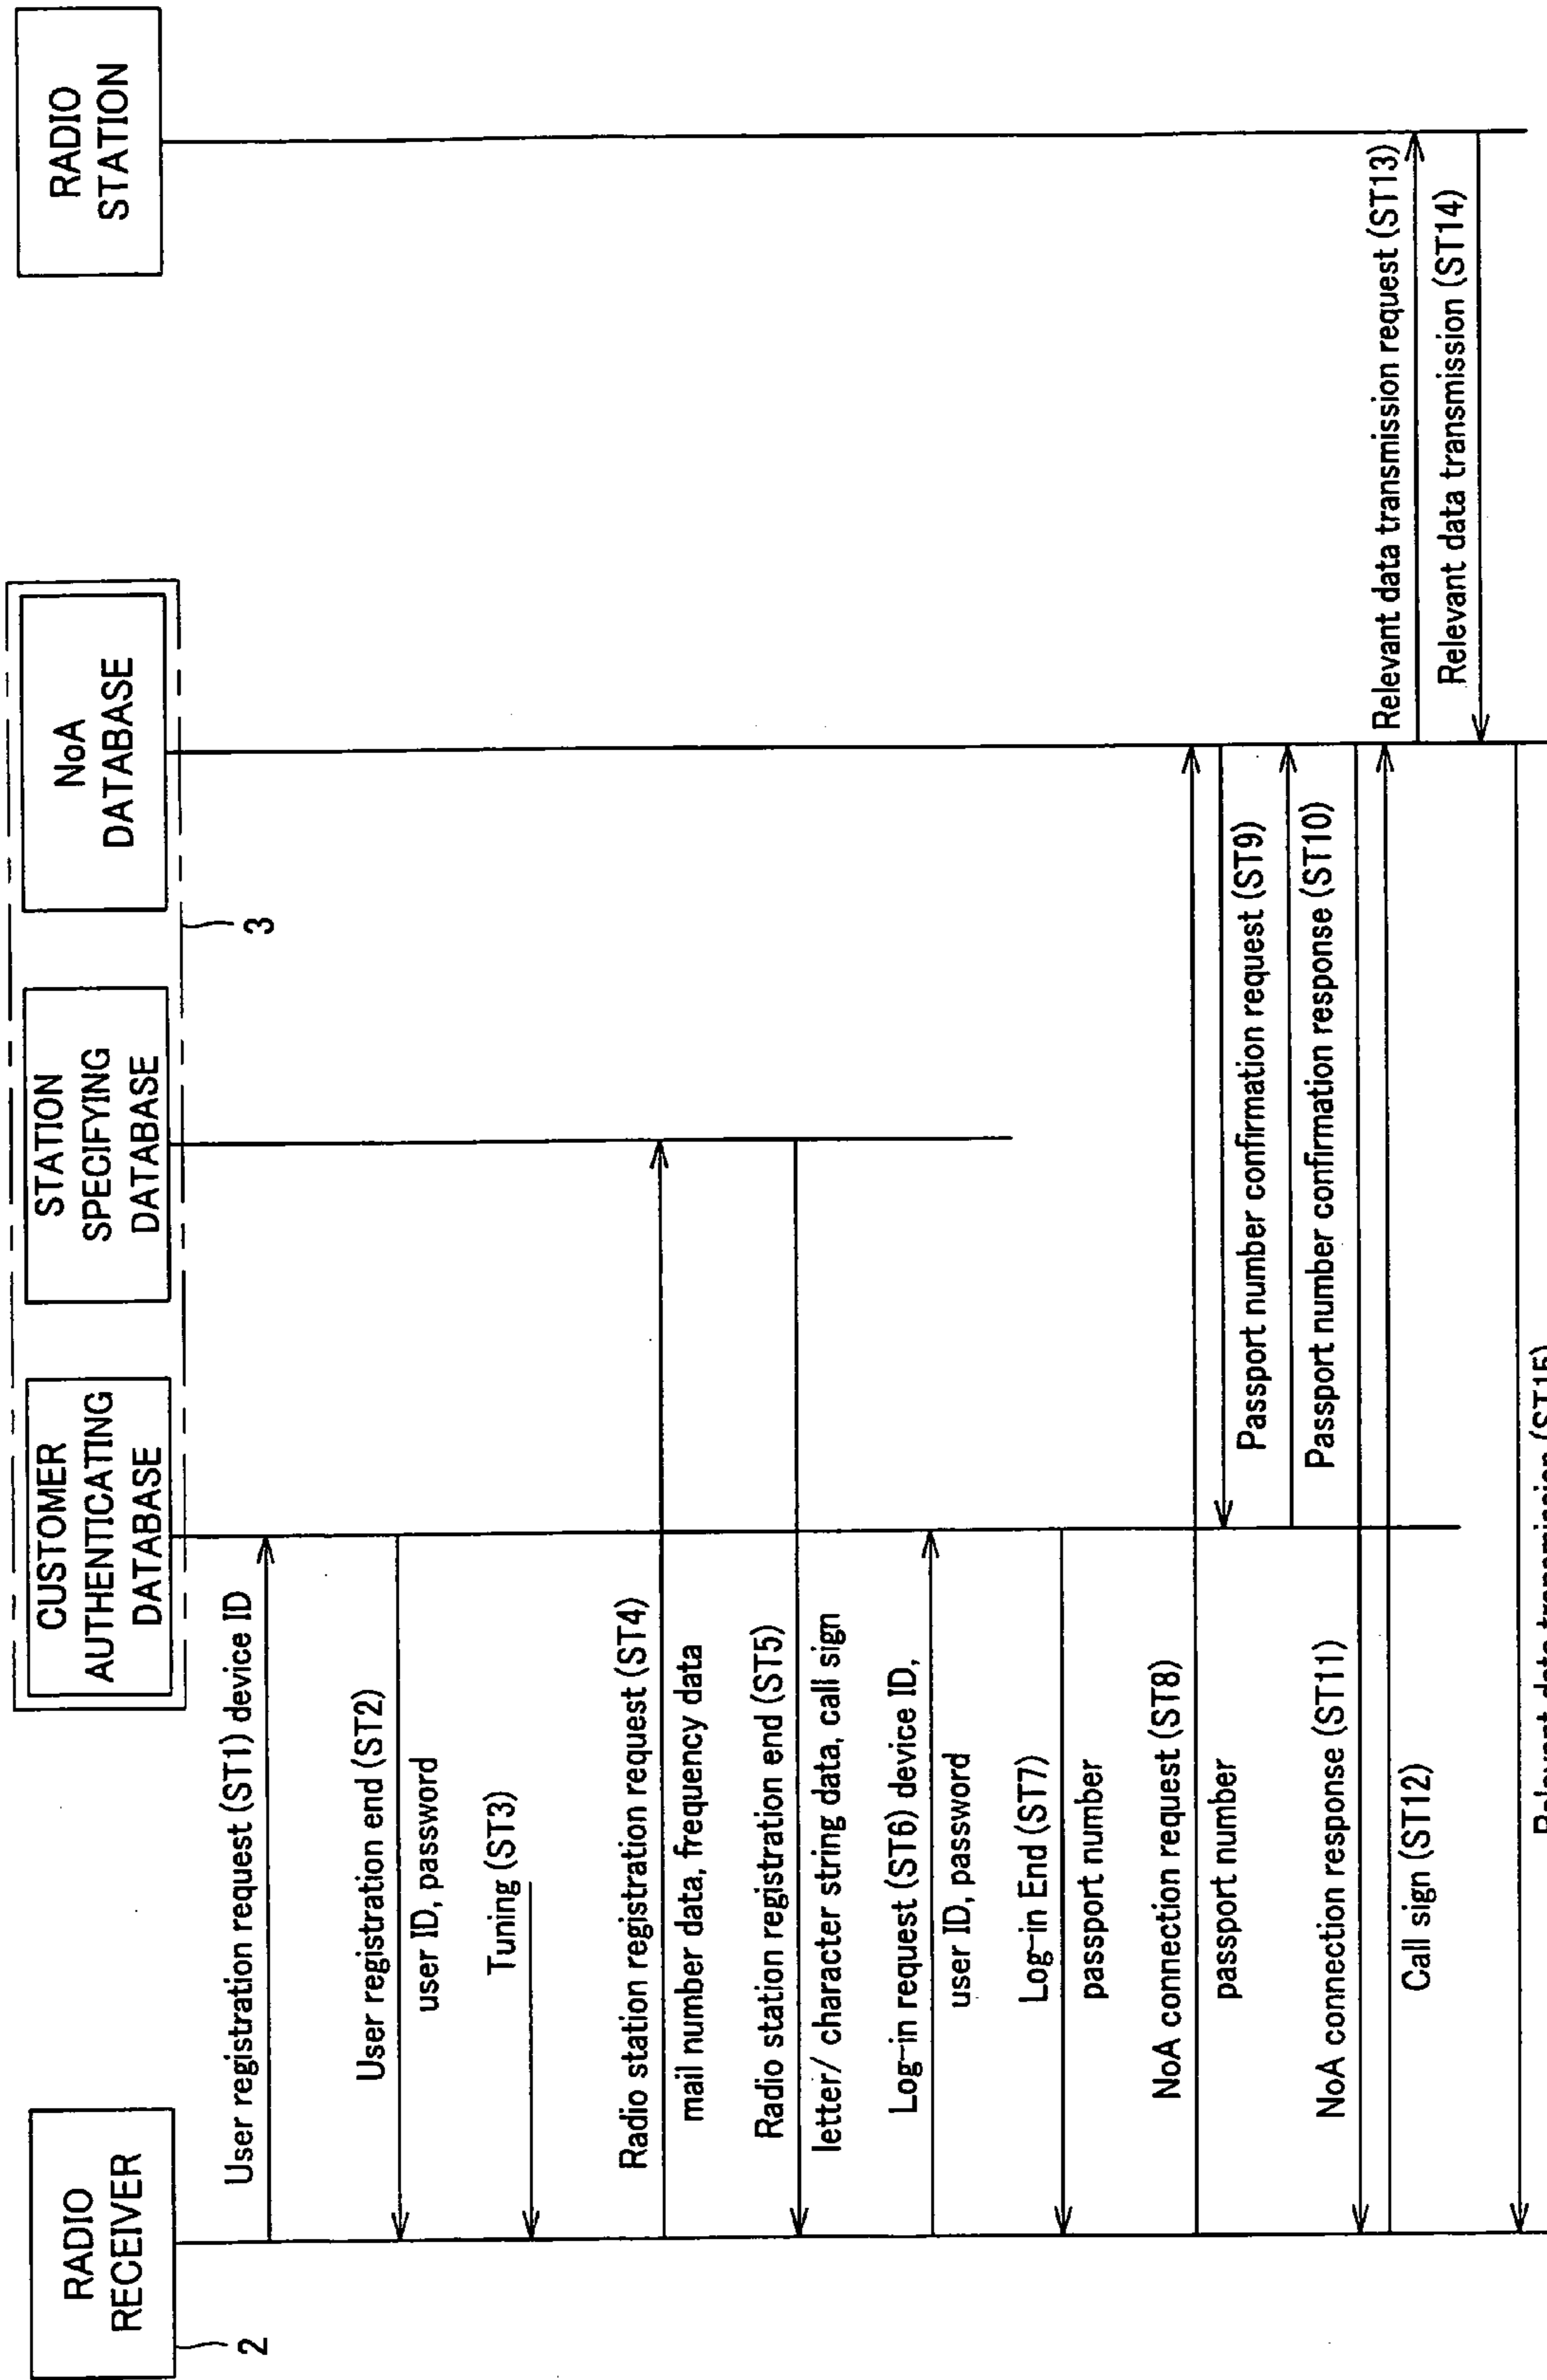 RADIO
RECEIVER
2
CUSTOMER
AUTHENTICATING
DATABASE
STATION
SPECIFYING
DATABASE
NoA
DATABASE
3
RADIO
STATION
User registration request (ST1) device ID
User registration end (ST2)
user ID, password
Tuning (ST3)
Radio station registration request (ST4)
mail number data, frequency data
Radio station registration end (ST5)
letter/ character string data, call sign
Log-in request (ST6) device ID,
user ID, password
Log-in End (ST7)
passport number
NoA connection request (ST8)
passport number
Passport number confirmation request (ST9)
Passport number confirmation response (ST10)
NoA connection response (ST11)
Call sign (ST12)
Relevant data transmission request (ST13)
Relevant data transmission (ST14)
Relevant data transmission (ST15)